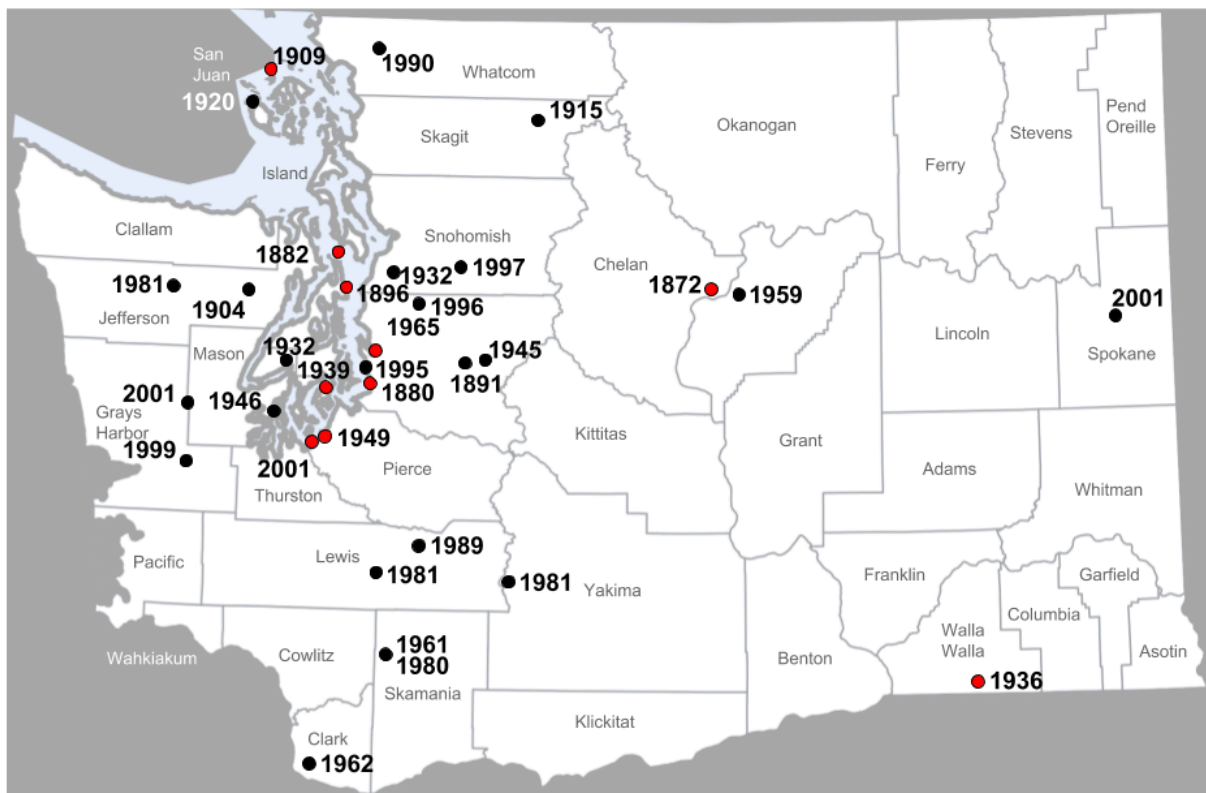 1909
San
Juan
1990
Whatcom
1920
1915
Pend
Oreille
Okanogan
Stevens
Skagit
Ferry
Island
Clallam
Snohomish
1882
1997
Chelan
1932
1981
1872
1896
1959
1904
1996
2001
Jefferson
1965
Lincoln
1932
1945
Mason
Spokane
1939
1995
1891
1880
2001
1946
Grays
Harbor
Kittitas
1949
Grant
1999
2001
Pierce
Adams
Thurston
Whitman
1989
Lewis
Pacific
1981
1981
Yakima
Franklin
Garfield
Columbia
Walla
Walla
1961
1980
Wahkiakum
Cowlitz
Benton
Asotin
1936
Skamania
Klickitat
Clark
1962